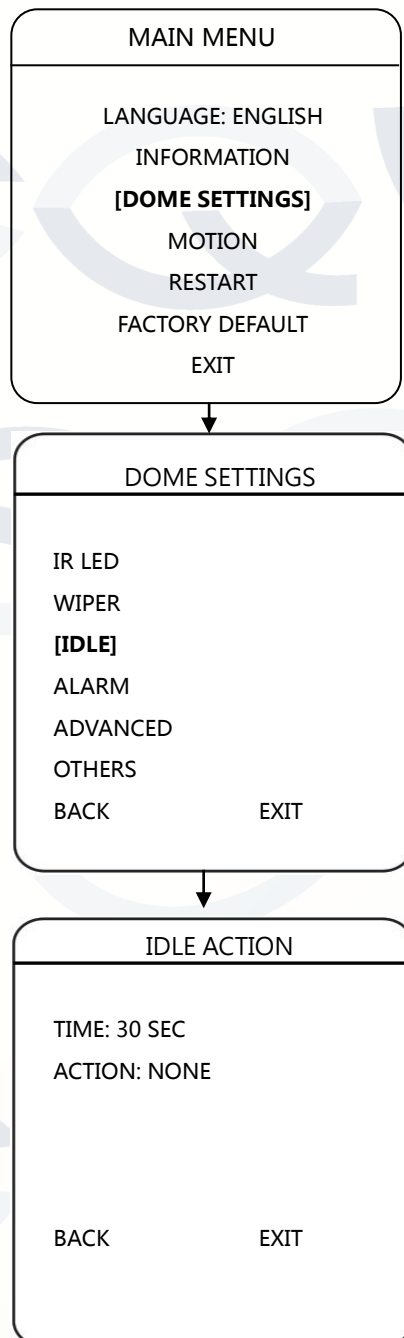 MAIN MENU
LANGUAGE: ENGLISH
INFORMATION
[DOME SETTINGS]
MOTION
RESTART
FACTORY DEFAULT
EXIT
DOME SETTINGS
IR LED
WIPER
[IDLE]
ALARM
ADVANCED
OTHERS
BACK EXIT
IDLE ACTION
TIME: 30 SEC
ACTION: NONE
BACK EXIT